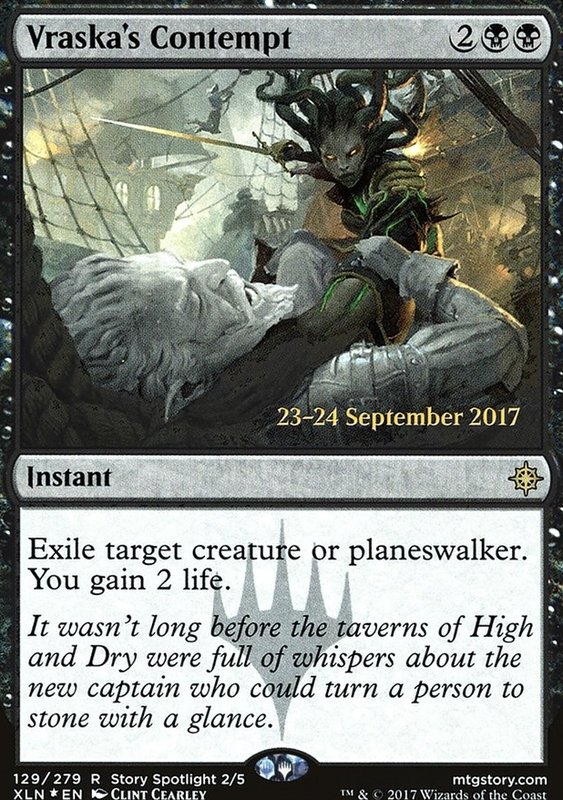 Vraska's Contempt 2
23–24 September 2017
Instant
Exile target creature or planeswalker.
You gain 2 life.
It wasn't long before the taverns of High
and Dry were full of whispers about the
new captain who could turn a person to
stone with a glance.
129/279 R Story Spotlight 2/5 mtgstory.com
XLN ★ EN Clint Cearley ™ & © 2017 Wizards of the Coast